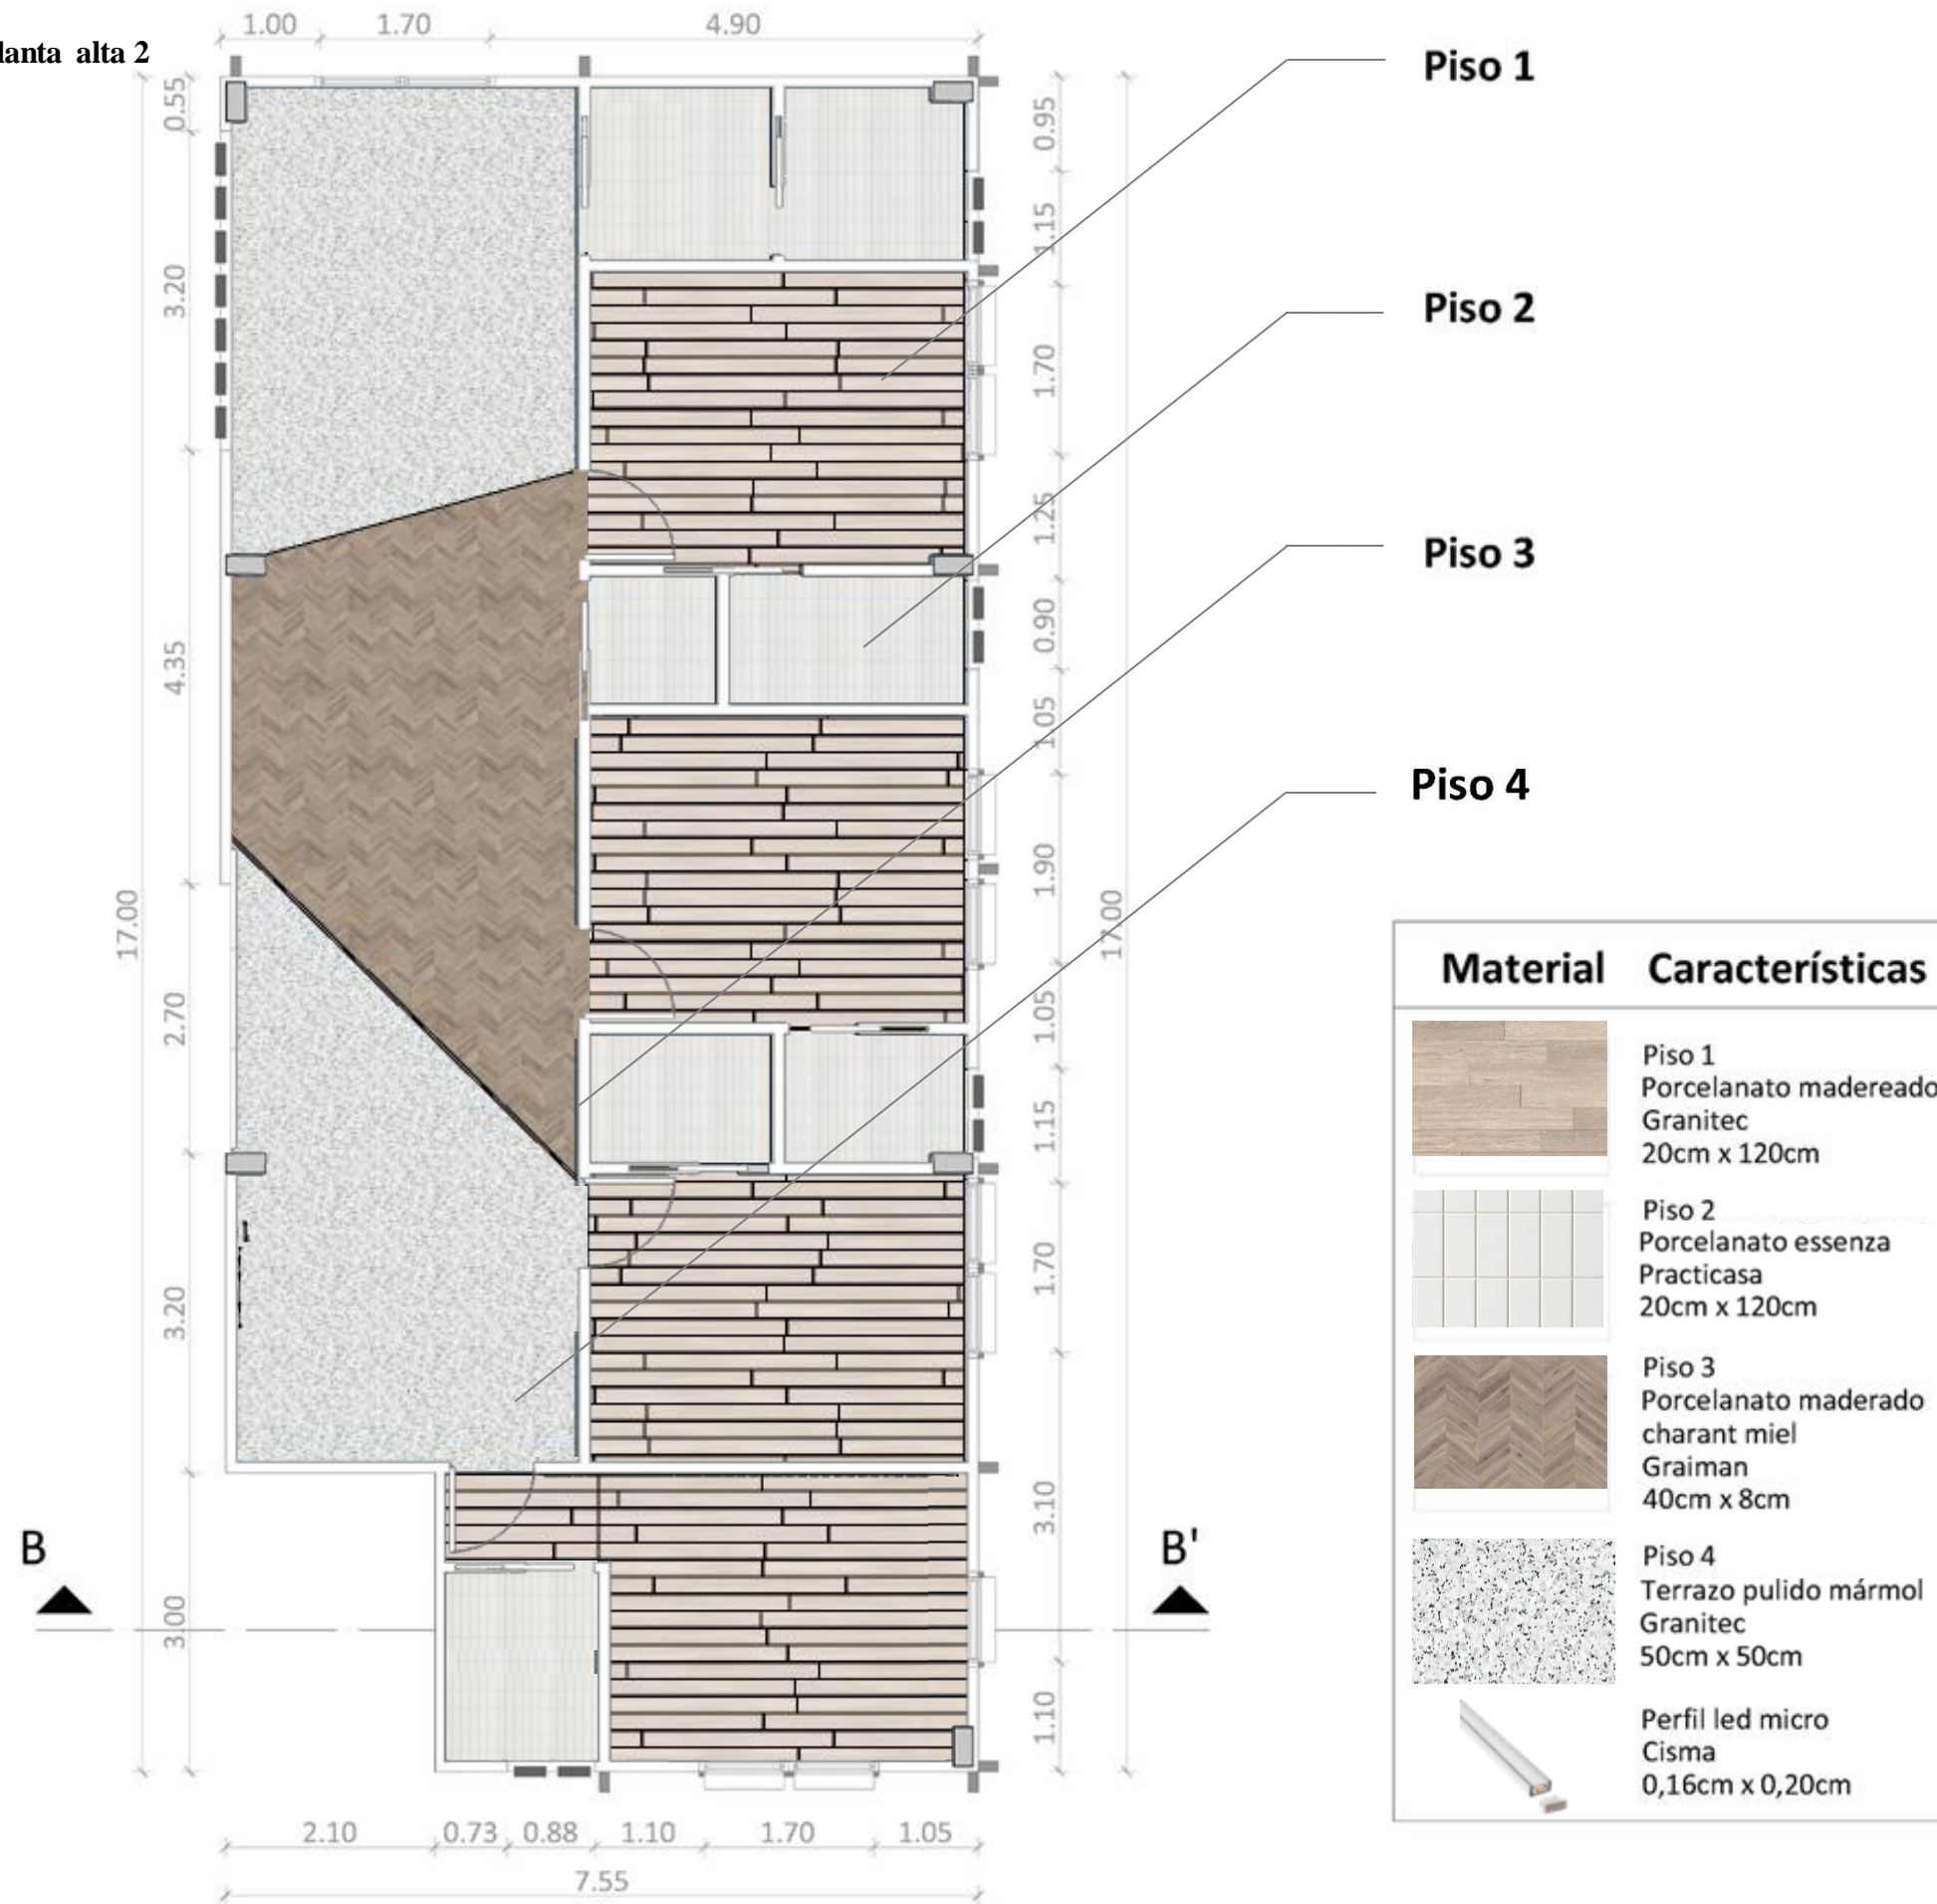 lanta alta 2
1.00 1.70 4.90
0.55
3.20
4.35
2.70
3.20
3.00
17.00
0.95
1.15
1.70
1.25
0.90
1.05
1.90
1.05
1.15
1.70
3.10
1.10
17.00
Piso 1
Piso 2
Piso 3
Piso 4
B
B'
2.10 0.73 0.88 1.10 1.70 1.05
7.55
Material Características
Piso 1
Porcelanato madereado
Granitec
20cm x 120cm
Piso 2
Porcelanato essenza
Practicasa
20cm x 120cm
Piso 3
Porcelanato maderado
charant miel
Graiman
40cm x 8cm
Piso 4
Terrazo pulido mármol
Granitec
50cm x 50cm
Perfil led micro
Cisma
0,16cm x 0,20cm